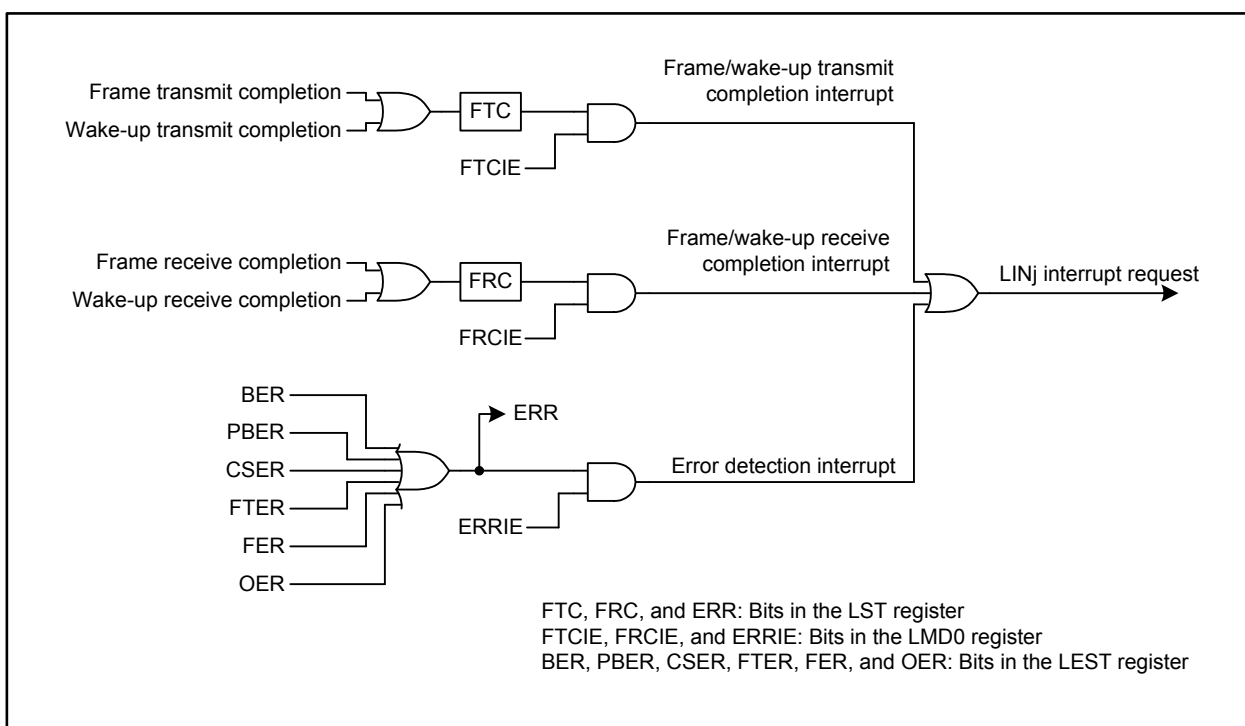 Frame transmit completion
Wake-up transmit completion
FTC
FTCIE
Frame/wake-up transmit
completion interrupt
Frame receive completion
Wake-up receive completion
FRC
FRCIE
Frame/wake-up receive
completion interrupt
LINj interrupt request
BER
PBER
CSER
FTER
FER
OER
ERR
ERRIE
Error detection interrupt
FTC, FRC, and ERR: Bits in the LST register
FTCIE, FRCIE, and ERRIE: Bits in the LMD0 register
BER, PBER, CSER, FTER, FER, and OER: Bits in the LEST register